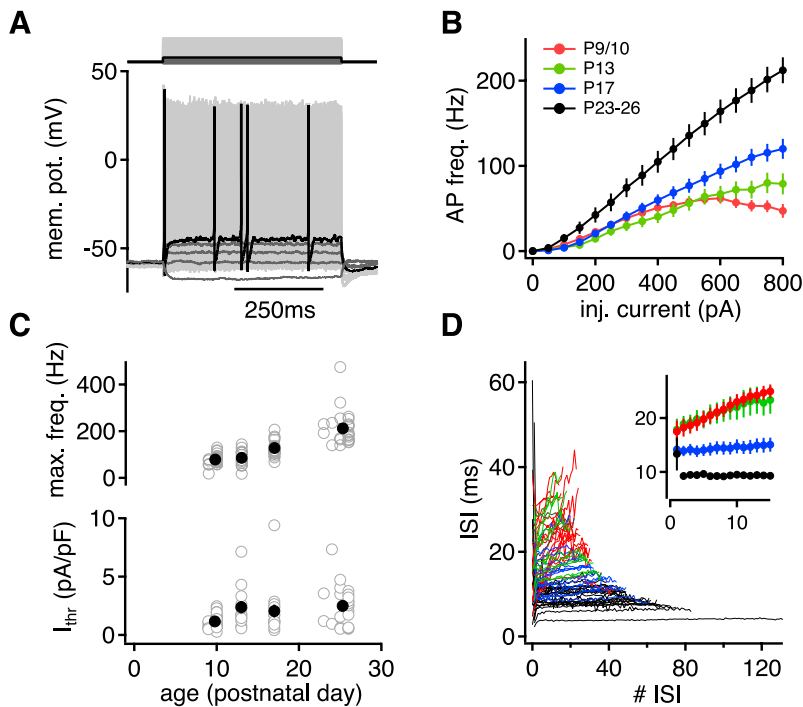 A
50
0
-50
mem. pot. (mV)
250ms
B
P9/10
P13
P17
P23-26
200
100
0
AP freq. (Hz)
0 200 400 600 800
inj. current (pA)
C
400
200
0
max. freq. (Hz)
10
5
0
Ithr (pA/pF)
0 10 20 30
age (postnatal day)
D
60
40
20
0
ISI (ms)
0 40 80 120
# ISI
20
10
0 10